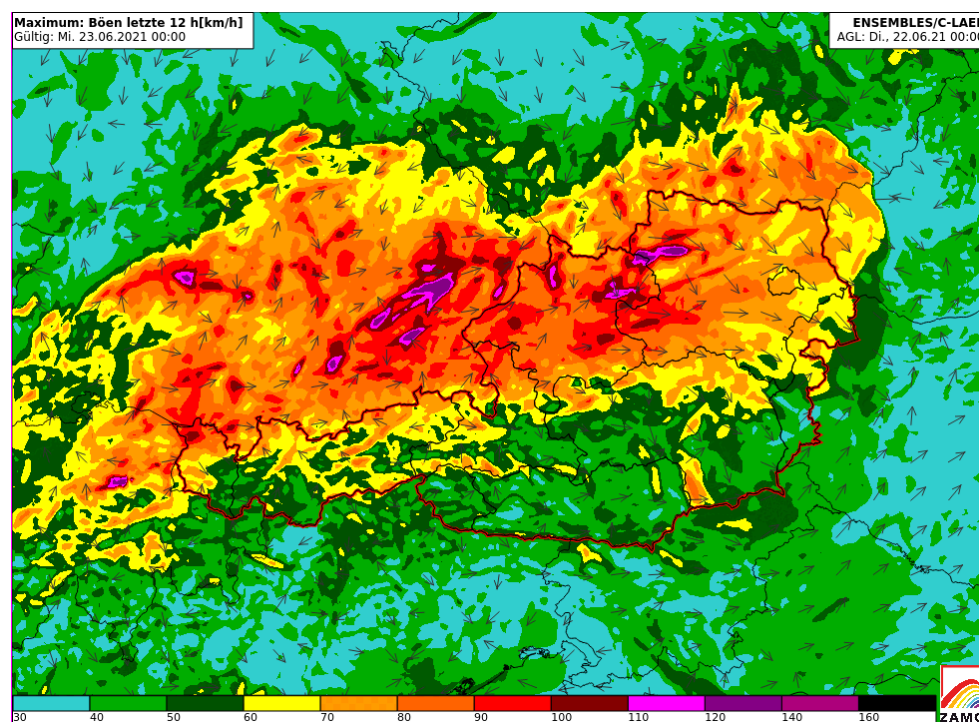 Maximum: Böen letzte 12 h[km/h]
Gültig: Mi. 23.06.2021 00:00
ENSEMBLES/C-LAE
AGL: Di., 22.06.21 00:00
30 40 50 60 70 80 90 100 110 120 140 160
ZAMG